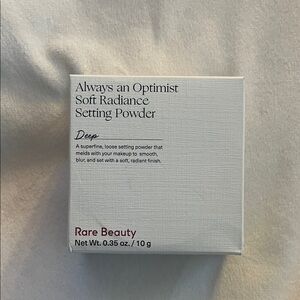 Always an Optimist
Soft Radiance
Setting Powder
Deep
A superfine, loose setting powder that
melds with your makeup to smooth,
blur, and set with a soft, radiant finish.
Rare Beauty
Net Wt. 0.35 oz. / 10 g